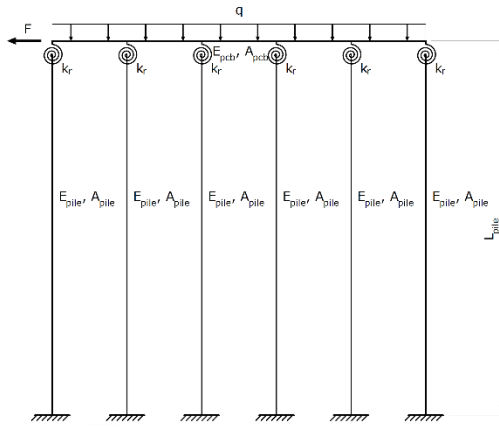 q
F
E_pcb, A_pcb
k_r k_r k_r k_r k_r k_r
E_pile, A_pile E_pile, A_pile E_pile, A_pile E_pile, A_pile E_pile, A_pile E_pile, A_pile
L_pile